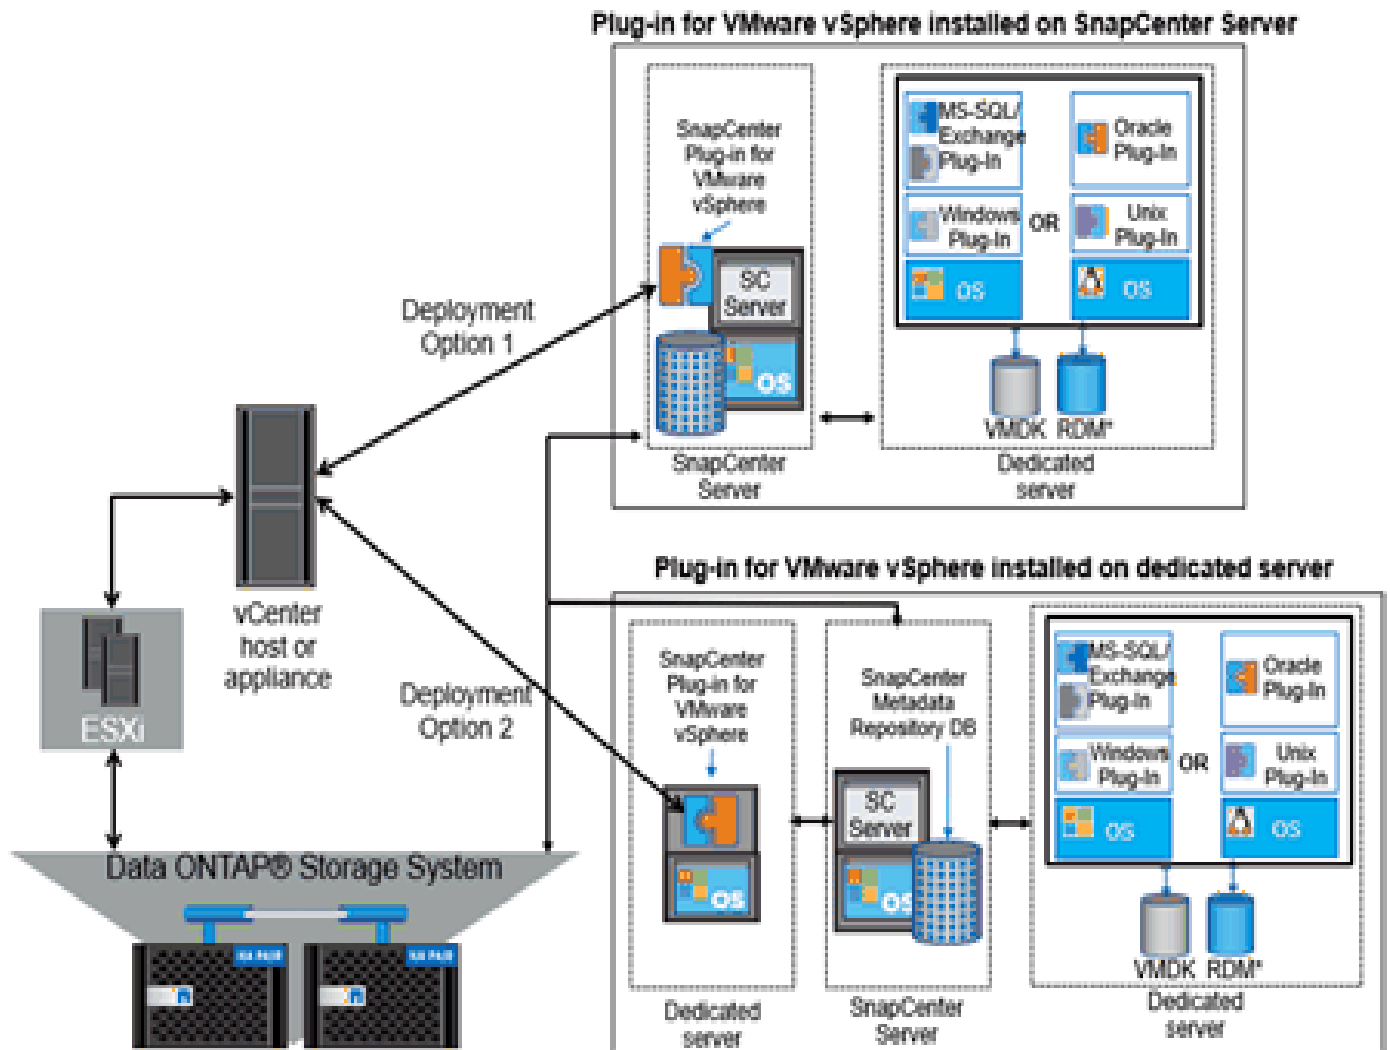 Plug-in for VMware vSphere installed on SnapCenter Server
SnapCenter
Plug-in for
VMware
vSphere
SC
Server
OS
SnapCenter
Server
MS-SQL/
Exchange
Plug-In
Oracle
Plug-In
Windows
Plug-In
OR
Unix
Plug-In
OS
OS
VMDK
RDM*
Dedicated
server
Deployment
Option 1
vCenter
host or
appliance
ESXi
Deployment
Option 2
Data ONTAP® Storage System
HA PAIR
HA PAIR
Plug-in for VMware vSphere installed on dedicated server
SnapCenter
Plug-in for
VMware
vSphere
OS
Dedicated
server
SnapCenter
Metadata
Repository DB
SC
Server
OS
SnapCenter
Server
MS-SQL/
Exchange
Plug-In
Oracle
Plug-In
Windows
Plug-In
OR
Unix
Plug-In
OS
OS
VMDK
RDM*
Dedicated
server